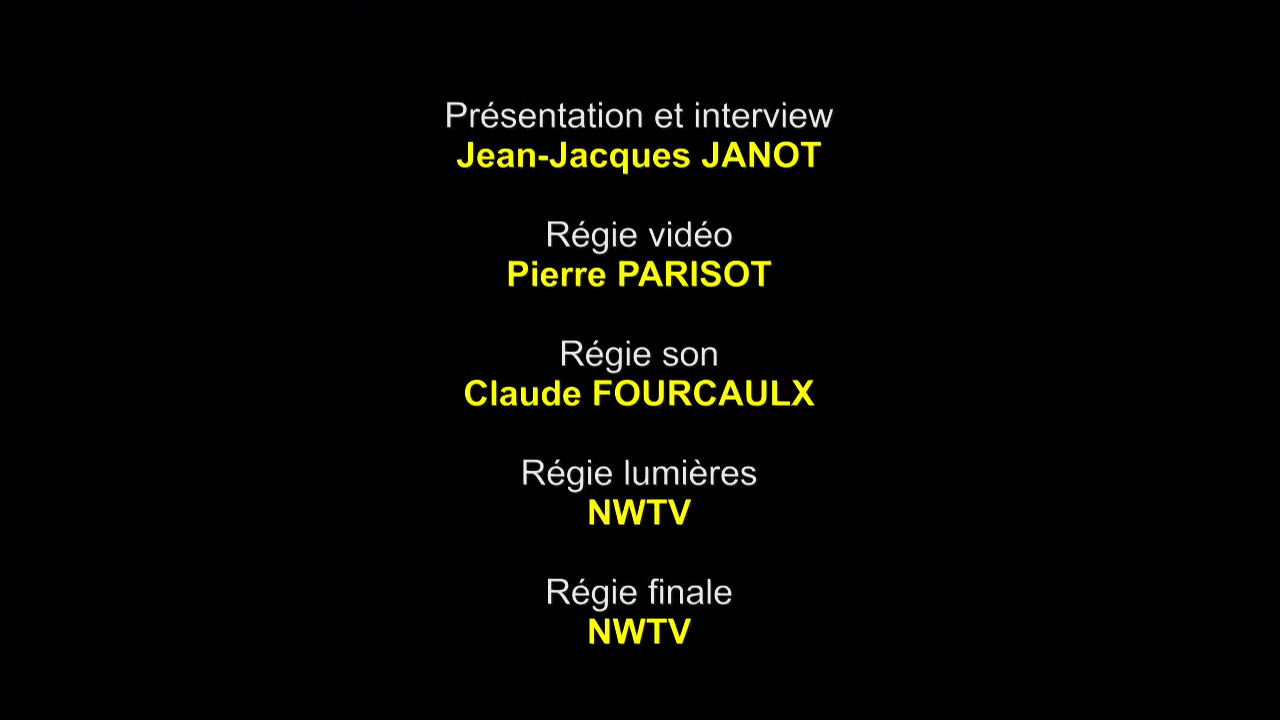 Présentation et interview
Jean-Jacques JANOT
Régie vidéo
Pierre PARISOT
Régie son
Claude FOURCAULX
Régie lumières
NWTV
Régie finale
NWTV